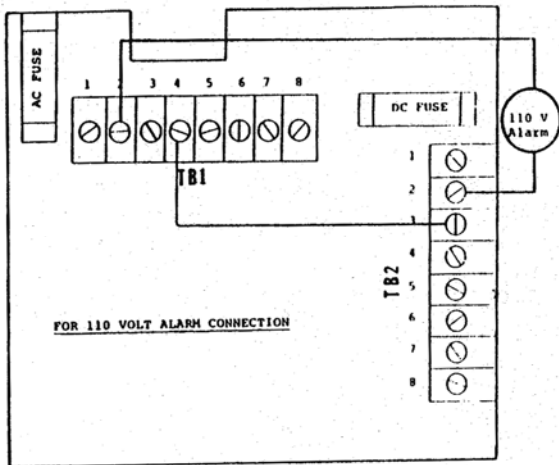 AC FUSE
1 2 3 4 5 6 7 8
TB1
DC FUSE
110 V
Alarm
1
2
3
4
5
6
7
8
TB2
FOR 110 VOLT ALARM CONNECTION